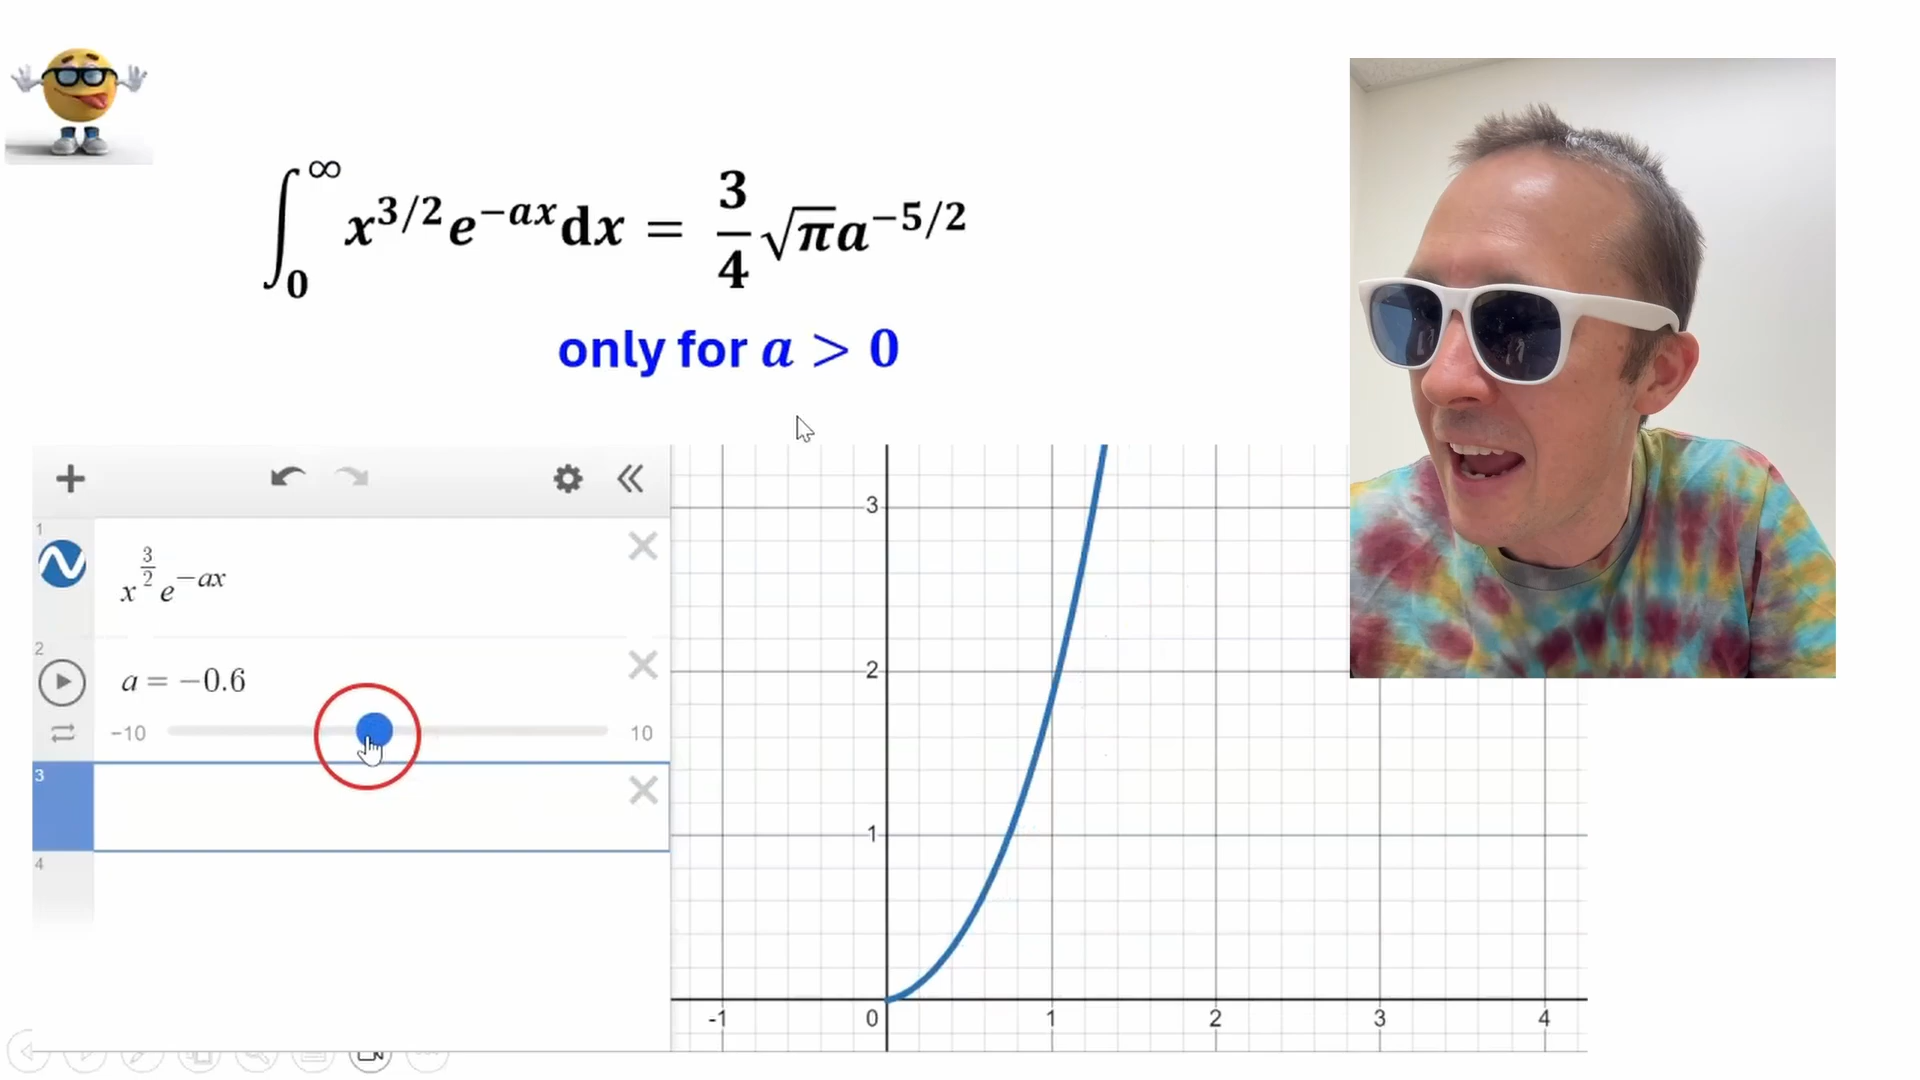 ∫₀^∞ x^{3/2} e^{−ax} dx = 3/4 √π a^{−5/2}
only for a > 0
1
x^{3/2} e^{−ax}
2
a = −0.6
−10
10
3
4
3
2
1
-1 0 1 2 3 4